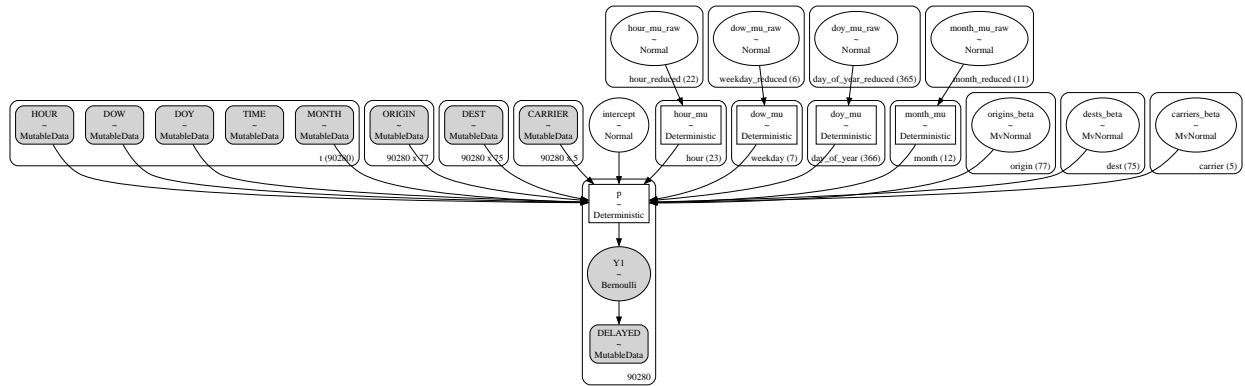 hour_mu_raw
~
Normal
hour_reduced (22)
dow_mu_raw
~
Normal
weekday_reduced (6)
doy_mu_raw
~
Normal
day_of_year_reduced (365)
month_mu_raw
~
Normal
month_reduced (11)
HOUR
~
MutableData
DOW
~
MutableData
DOY
~
MutableData
TIME
~
MutableData
MONTH
~
MutableData
t (90280)
ORIGIN
~
MutableData
90280 x 77
DEST
~
MutableData
90280 x 75
CARRIER
~
MutableData
90280 x 5
intercept
~
Normal
hour_mu
~
Deterministic
hour (23)
dow_mu
~
Deterministic
weekday (7)
doy_mu
~
Deterministic
day_of_year (366)
month_mu
~
Deterministic
month (12)
origins_beta
~
MvNormal
origin (77)
dests_beta
~
MvNormal
dest (75)
carriers_beta
~
MvNormal
carrier (5)
p
~
Deterministic
Y1
~
Bernoulli
DELAYED
~
MutableData
90280